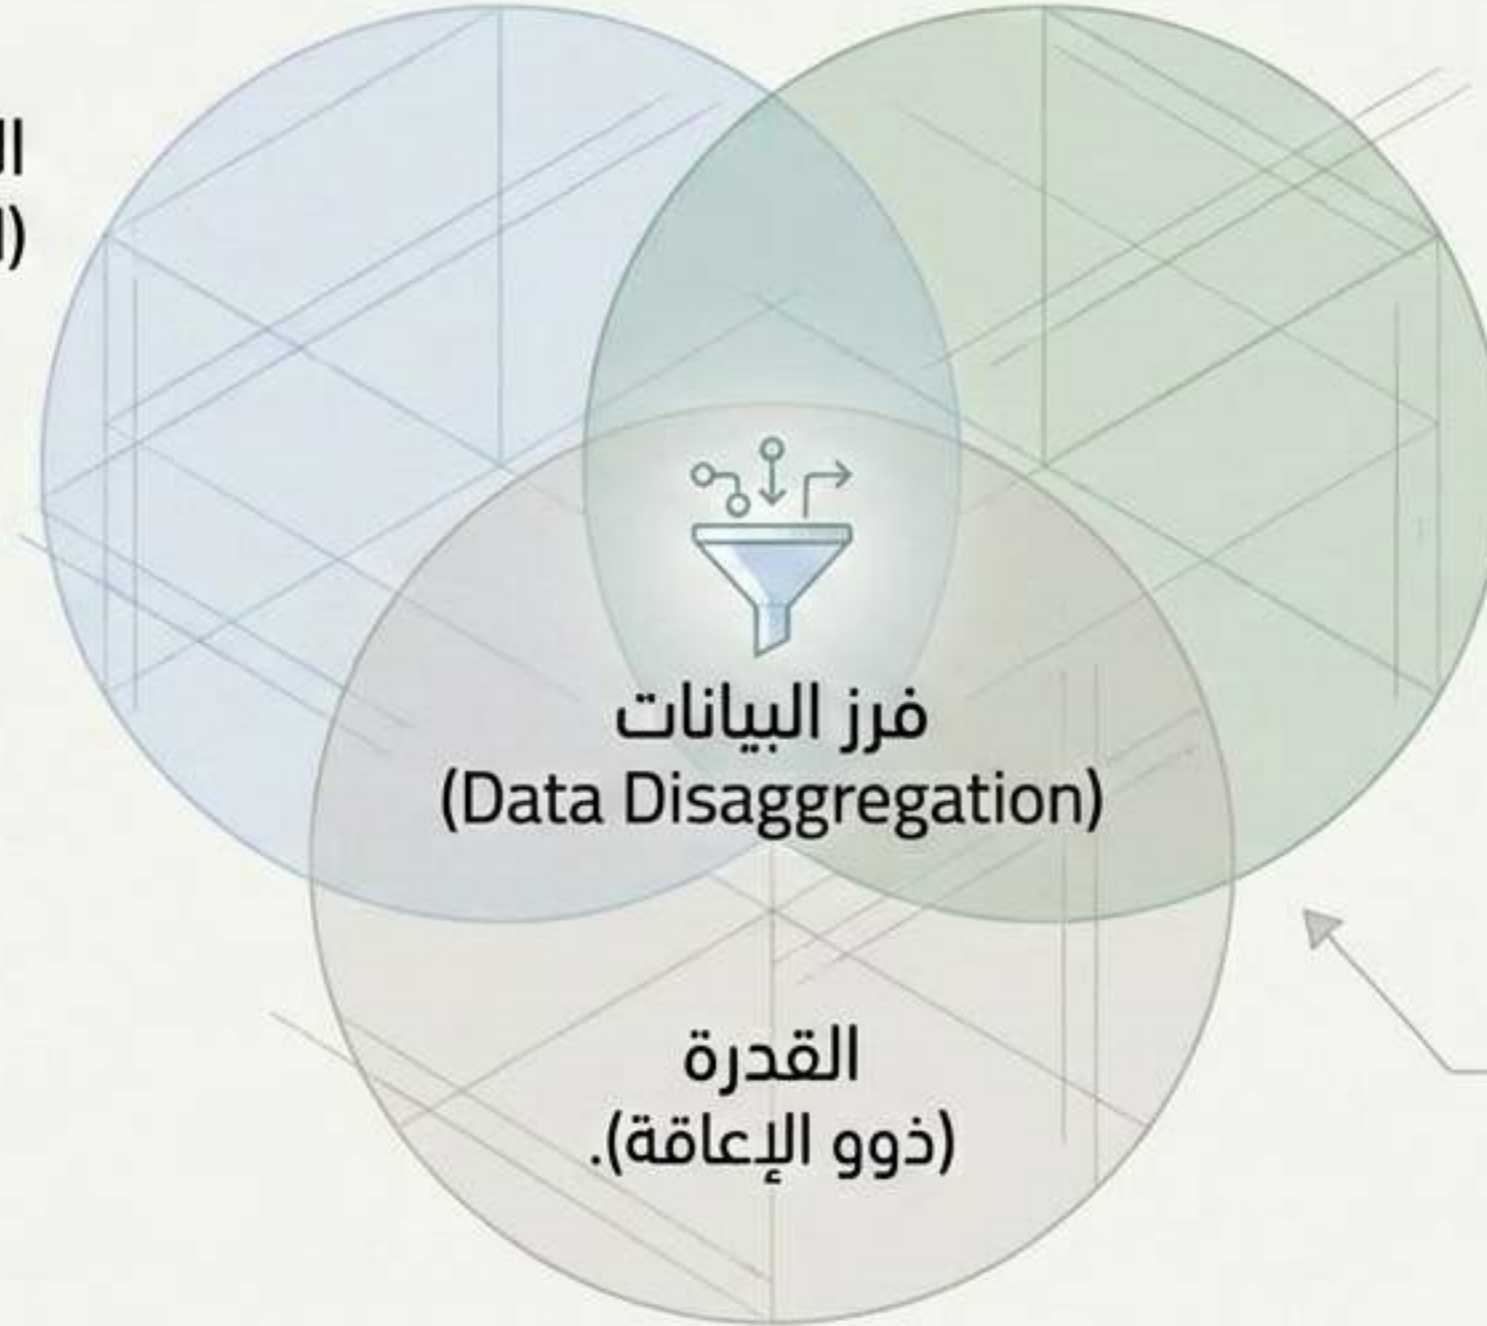 فرز البيانات
(Data Disaggregation)
القدرة
(ذوو الإعاقة).